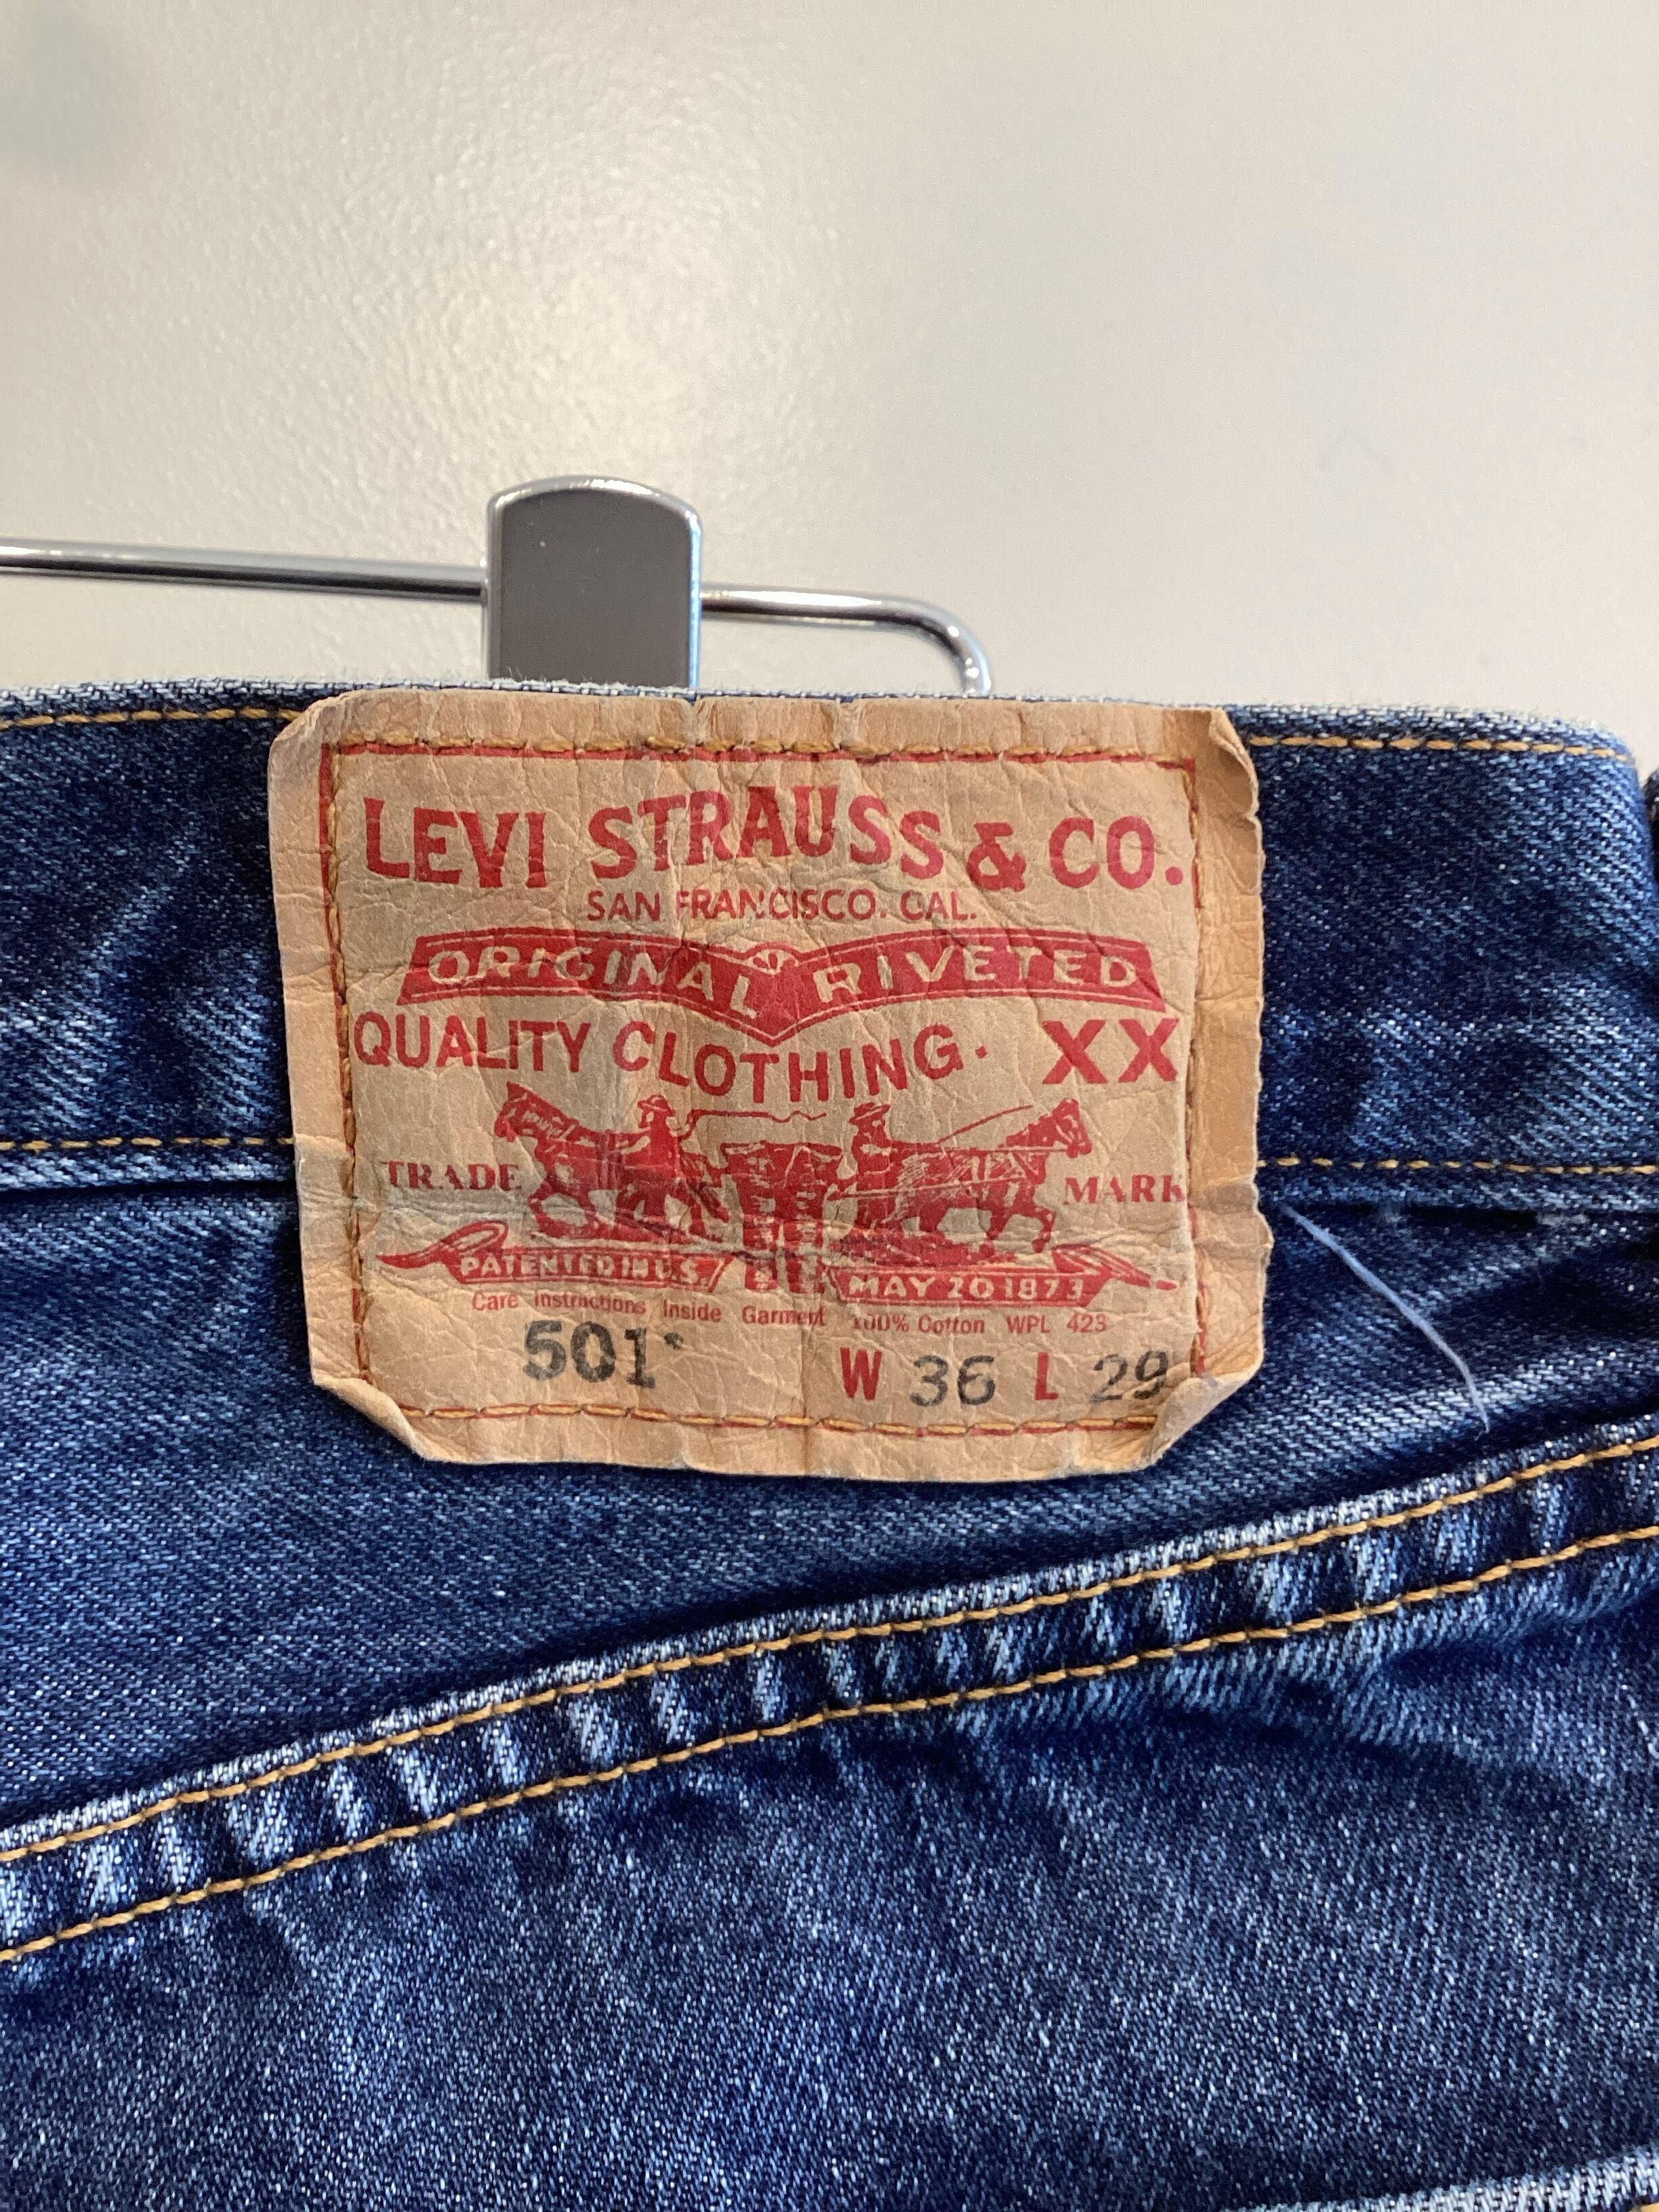 LEVI STRAUSS & CO.
SAN FRANCISCO. CAL.
ORIGINAL RIVETED
QUALITY CLOTHING. XX
TRADE MARK
PATENTED IN U.S. MAY 20 1873
Care Instructions Inside Garment 100% Cotton WPL 423
501* W 36 L 29